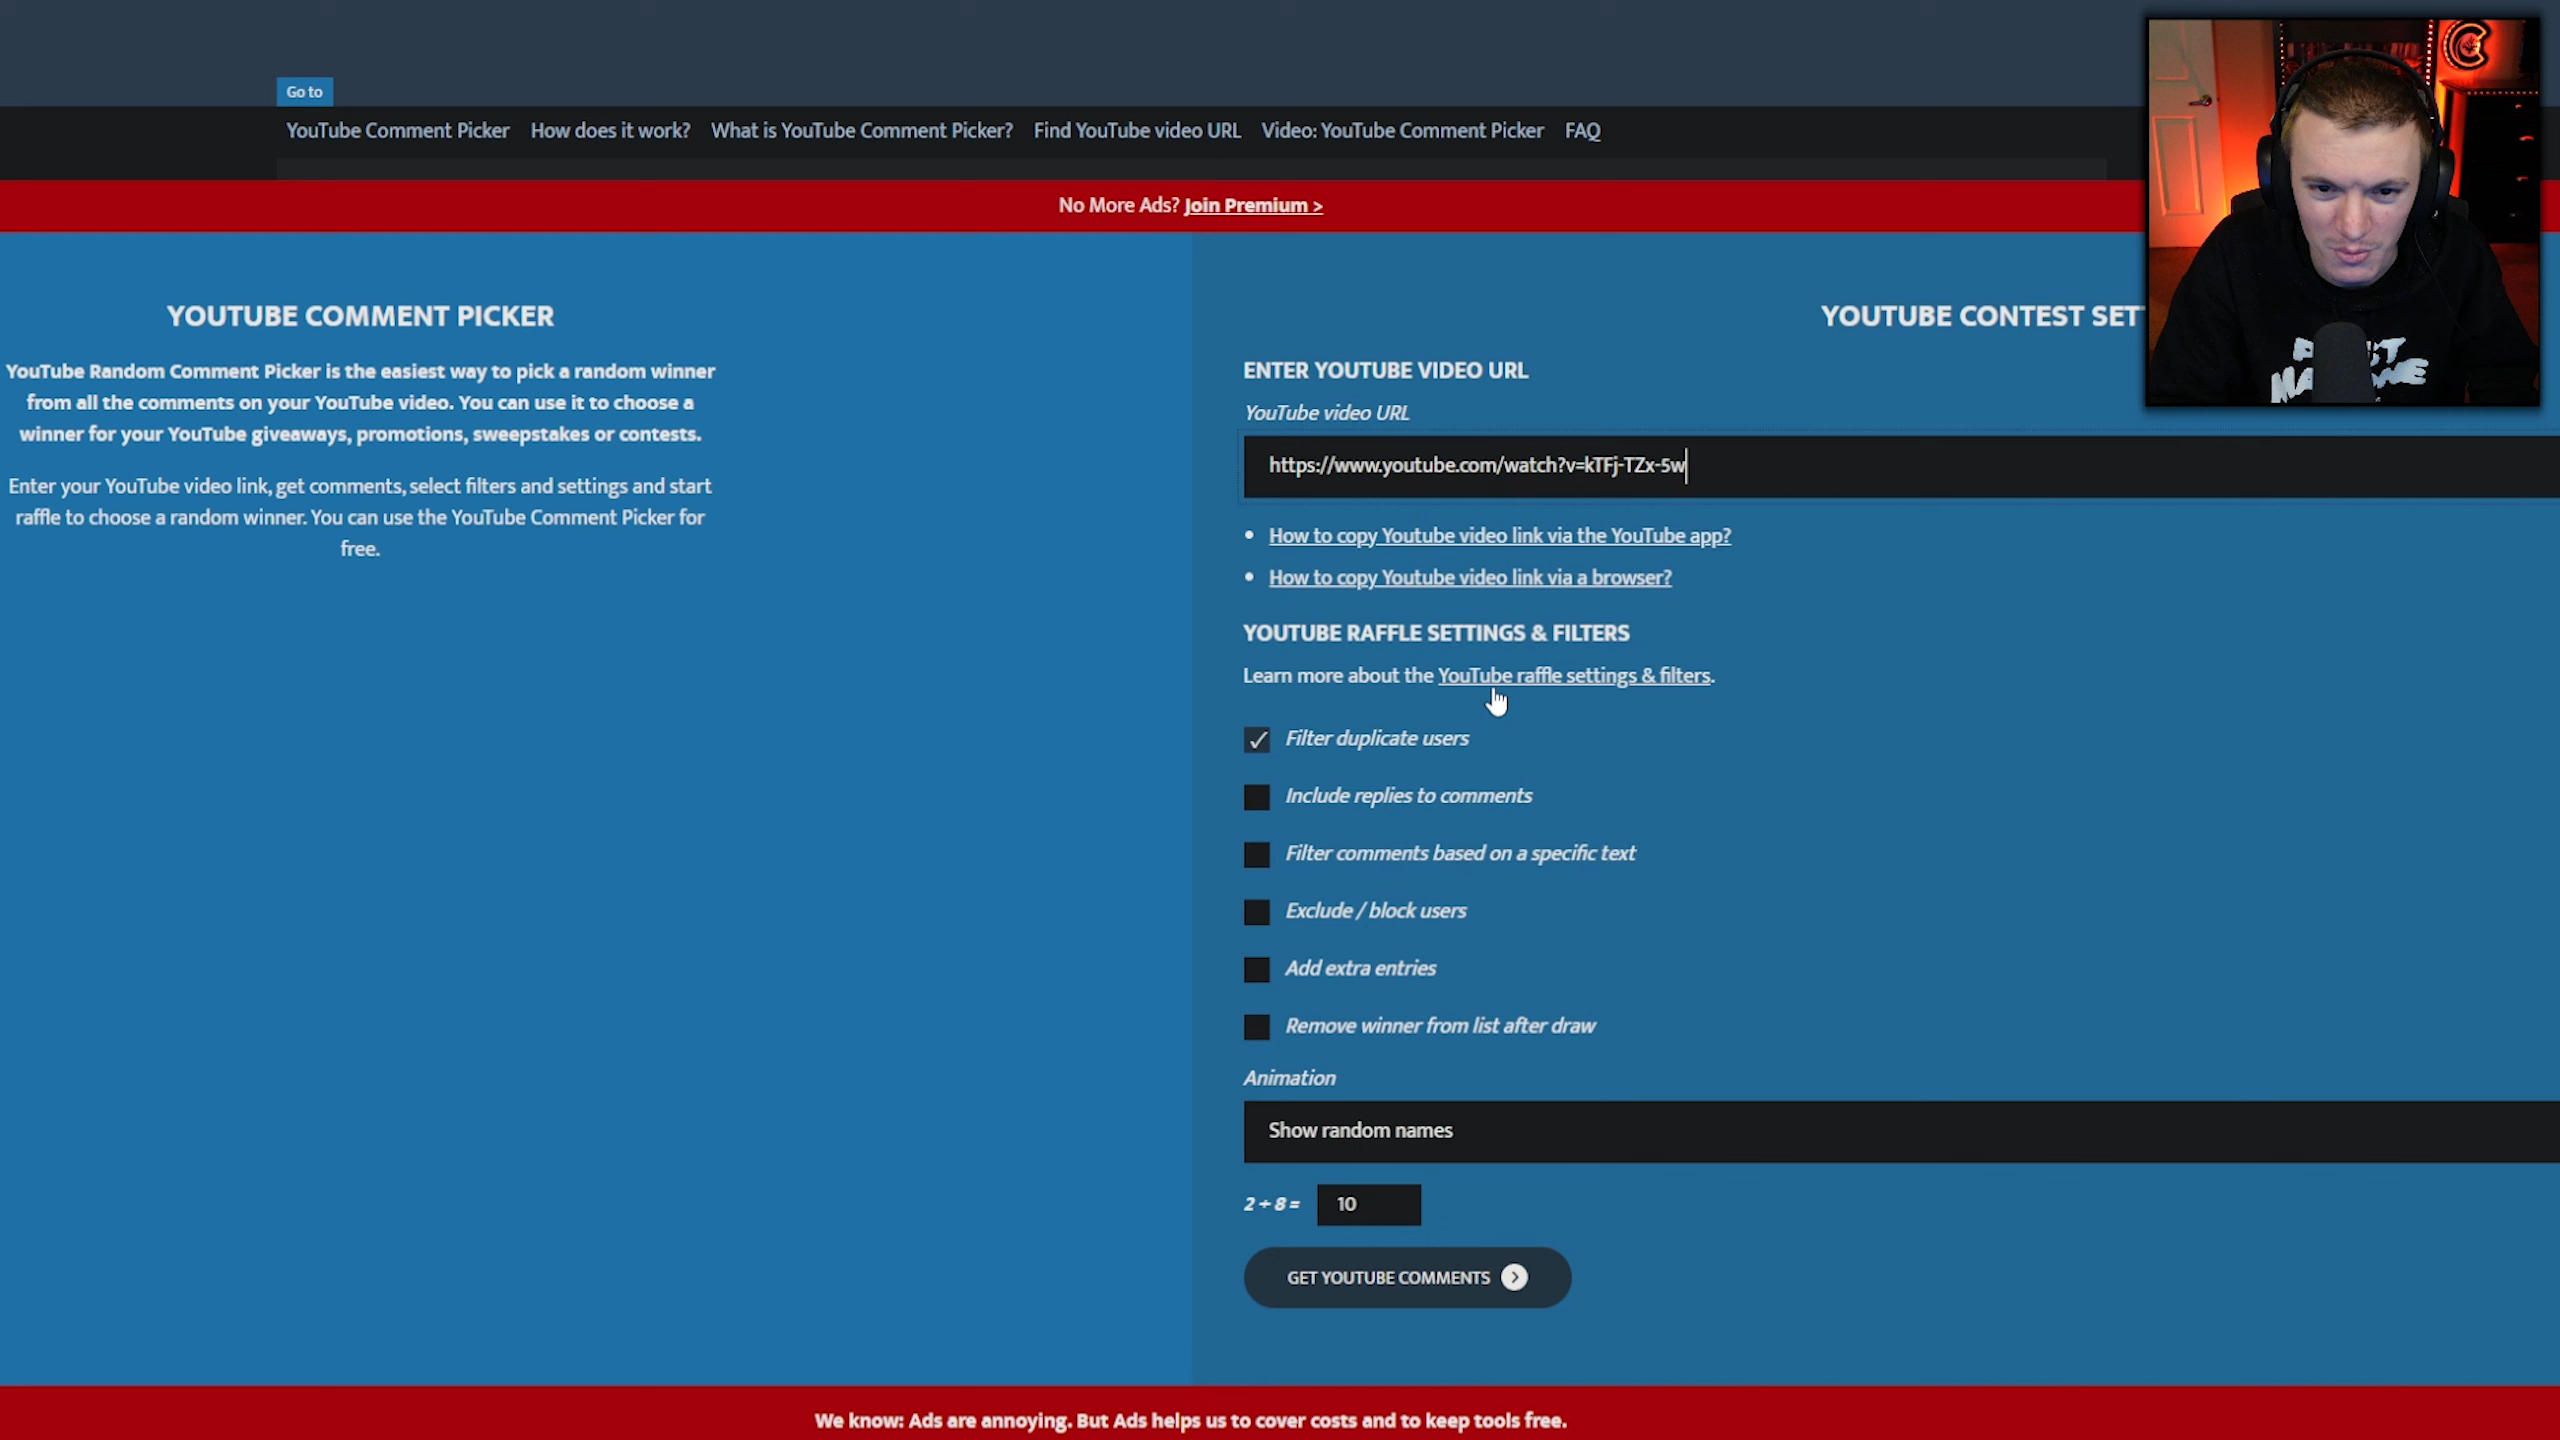 Go to
YouTube Comment Picker How does it work? What is YouTube Comment Picker? Find YouTube video URL Video: YouTube Comment Picker FAQ
No More Ads? Join Premium >
YOUTUBE COMMENT PICKER
YouTube Random Comment Picker is the easiest way to pick a random winner
from all the comments on your YouTube video. You can use it to choose a
winner for your YouTube giveaways, promotions, sweepstakes or contests.
Enter your YouTube video link, get comments, select filters and settings and start
raffle to choose a random winner. You can use the YouTube Comment Picker for
free.
YOUTUBE CONTEST SET
ENTER YOUTUBE VIDEO URL
YouTube video URL
https://www.youtube.com/watch?v=kTFj-TZx-5w
• How to copy Youtube video link via the YouTube app?
• How to copy Youtube video link via a browser?
YOUTUBE RAFFLE SETTINGS & FILTERS
Learn more about the YouTube raffle settings & filters.
Filter duplicate users
Include replies to comments
Filter comments based on a specific text
Exclude / block users
Add extra entries
Remove winner from list after draw
Animation
Show random names
2 + 8 = 10
GET YOUTUBE COMMENTS
We know: Ads are annoying. But Ads helps us to cover costs and to keep tools free.